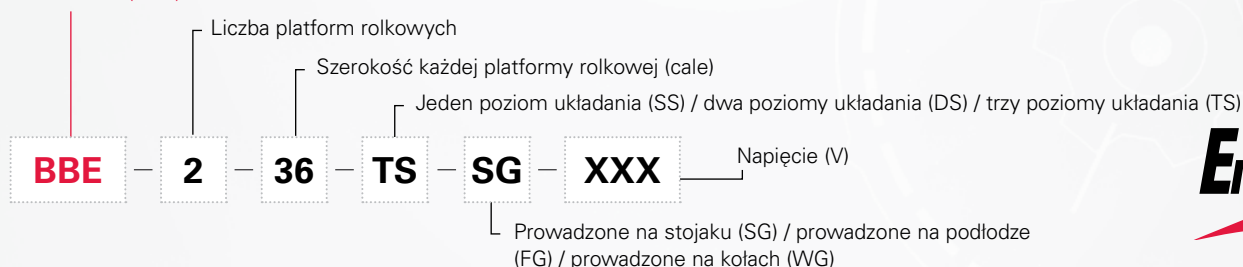 Liczba platform rolkowych
Szerokość każdej platformy rolkowej (cale)
Jeden poziom układania (SS) / dwa poziomy układania (DS) / trzy poziomy układania (TS)
BBE – 2 – 36 – TS – SG – XXX
Napięcie (V)
Prowadzone na stojaku (SG) / prowadzone na podłodze
(FG) / prowadzone na kołach (WG)